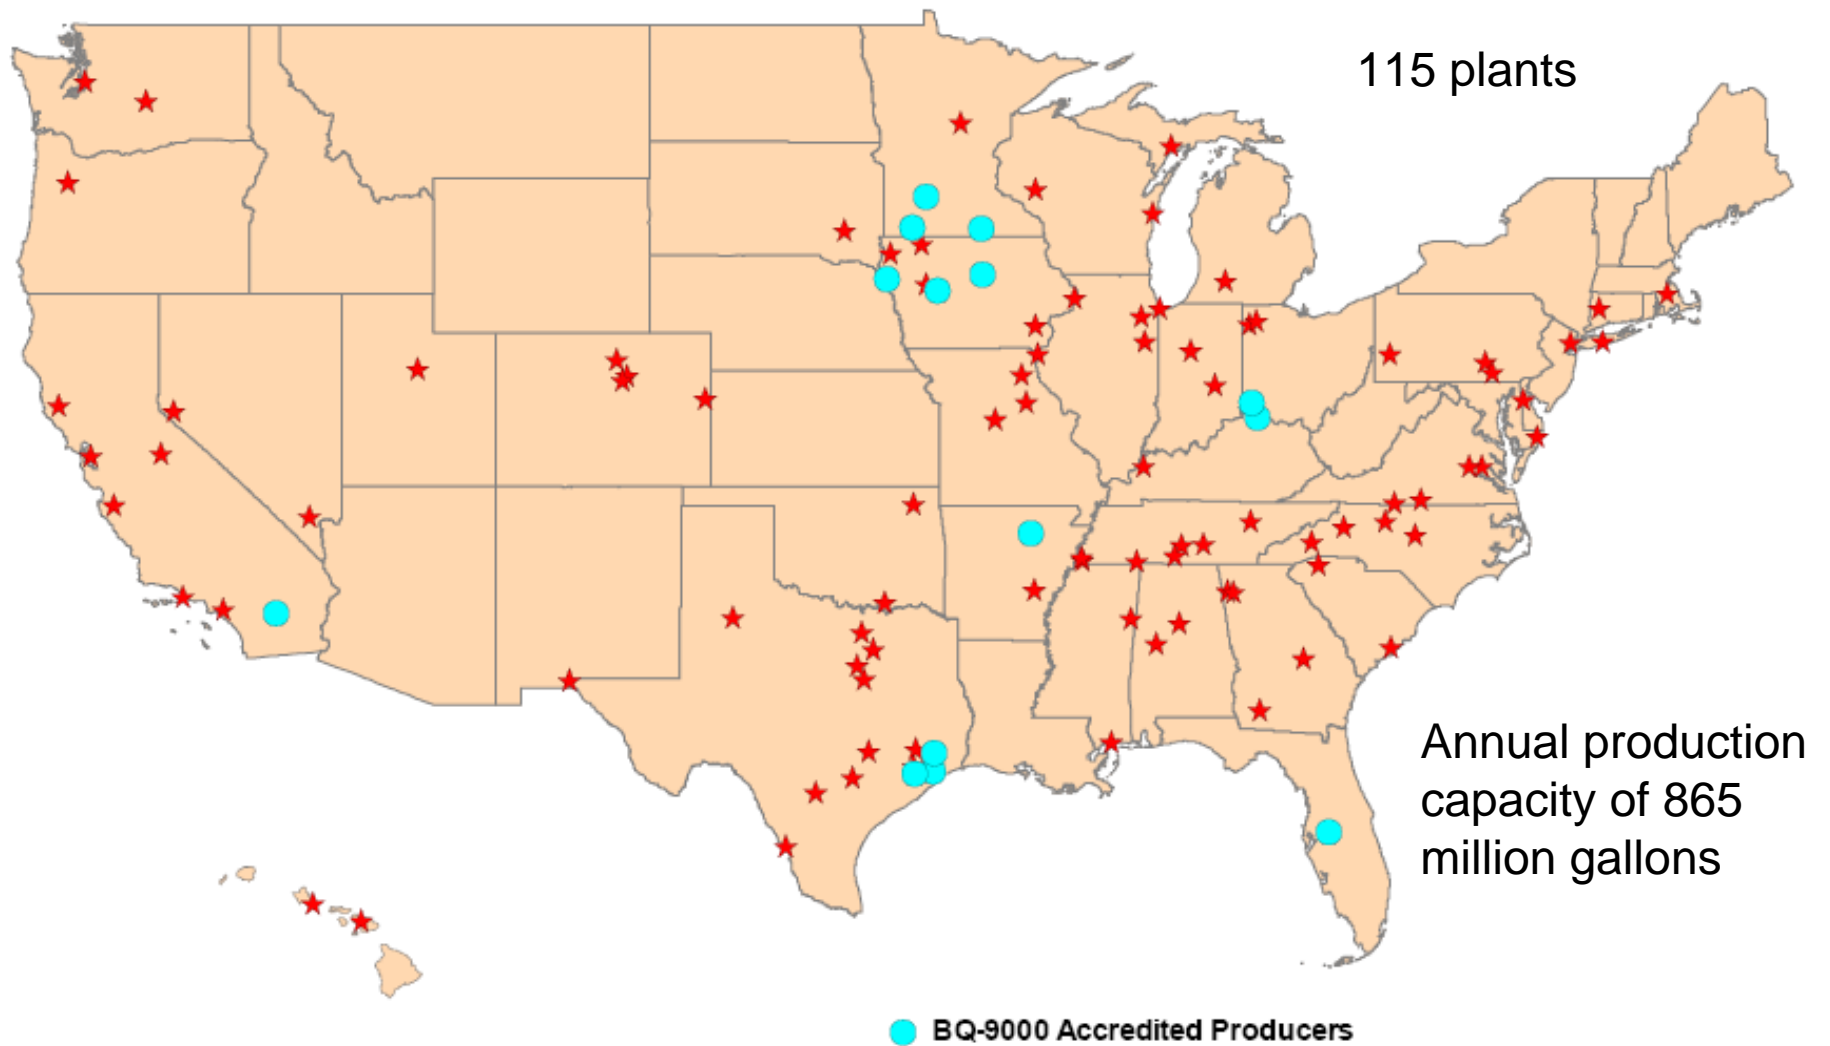 115 plants
Annual production
capacity of 865
million gallons
BQ-9000 Accredited Producers